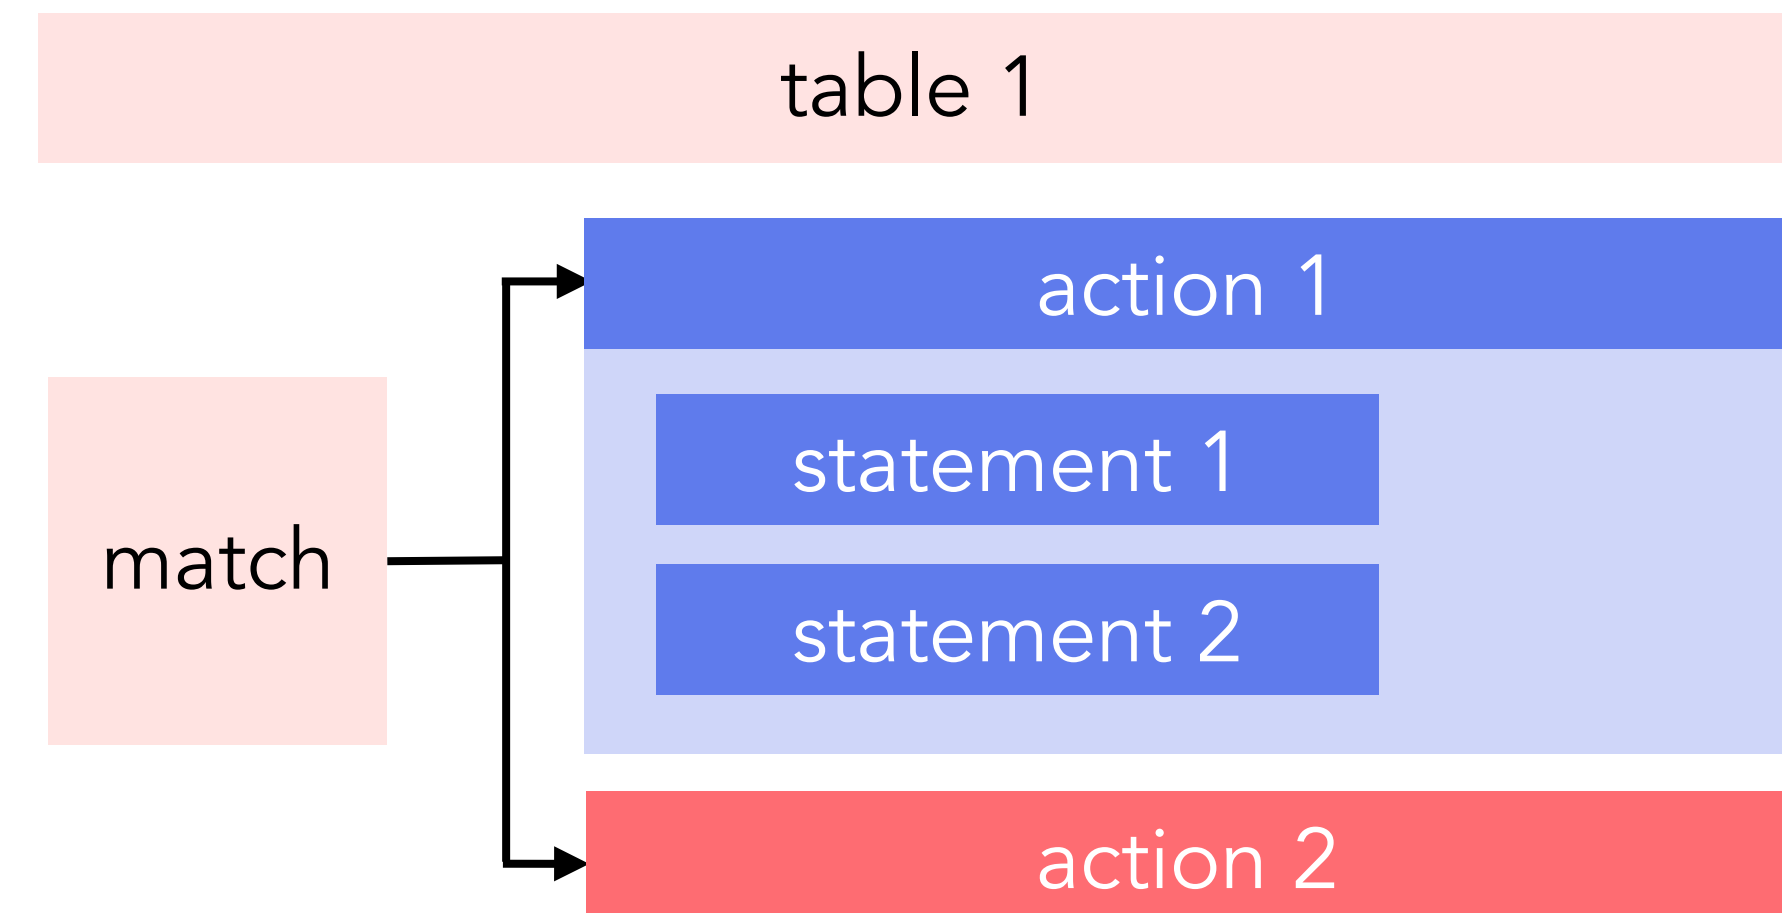 table 1
action 1
statement 1
match
statement 2
action 2